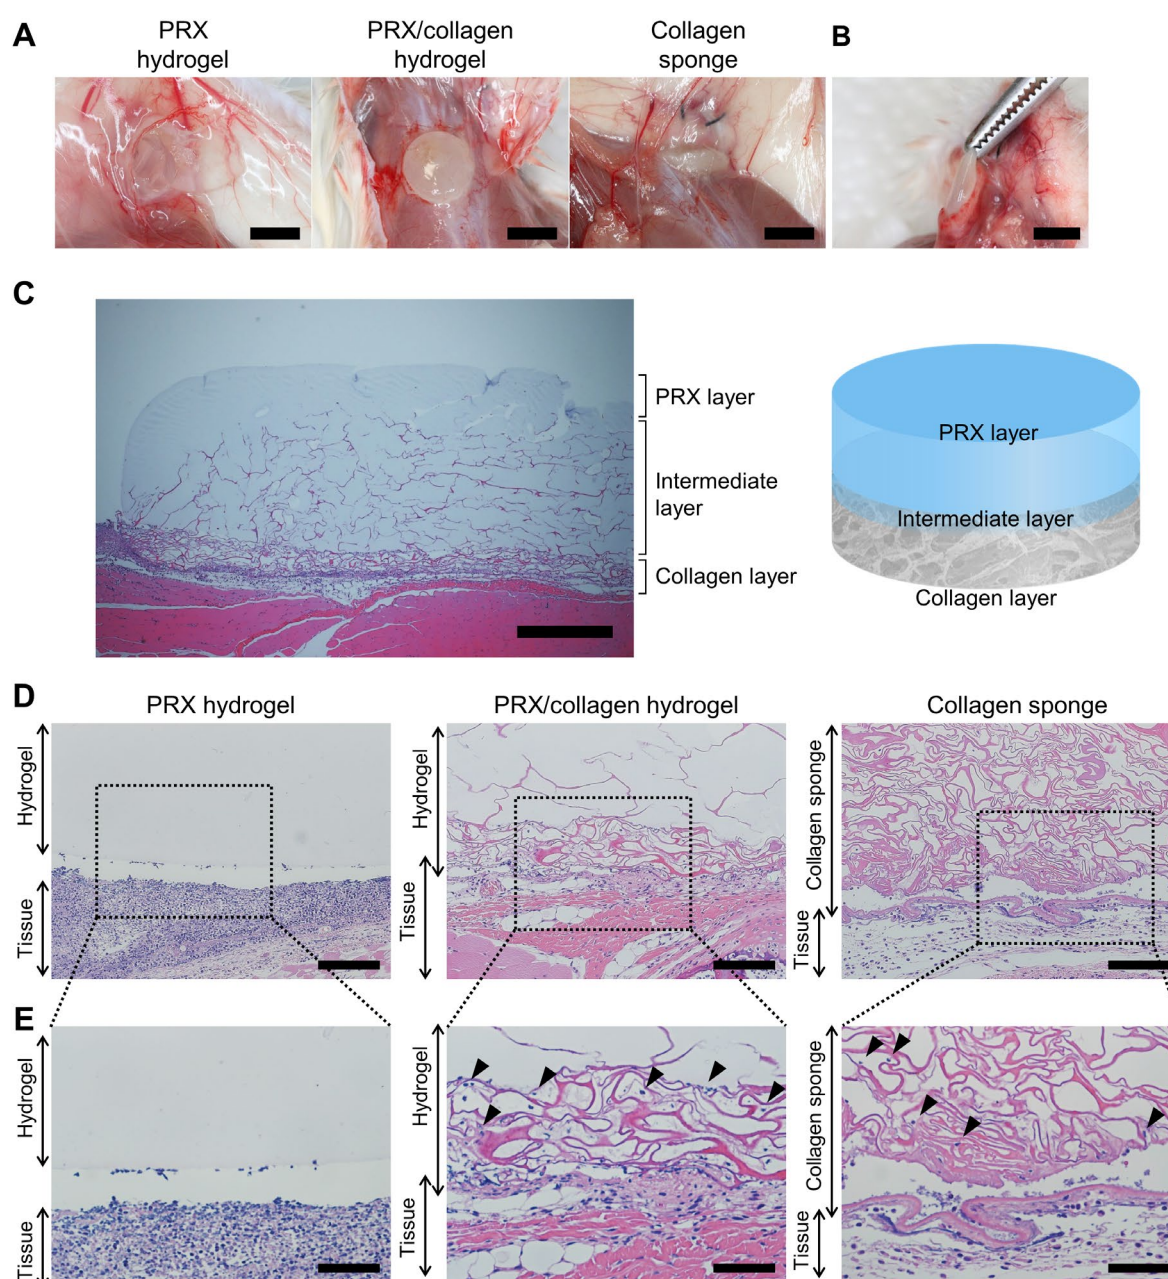 A
PRX
hydrogel
PRX/collagen
hydrogel
Collagen
sponge
B
C
PRX layer
Intermediate
layer
Collagen layer
PRX layer
Intermediate layer
Collagen layer
D
PRX hydrogel
PRX/collagen hydrogel
Collagen sponge
Hydrogel
Tissue
Hydrogel
Tissue
Collagen sponge
Tissue
E
Hydrogel
Tissue
Hydrogel
Tissue
Collagen sponge
Tissue